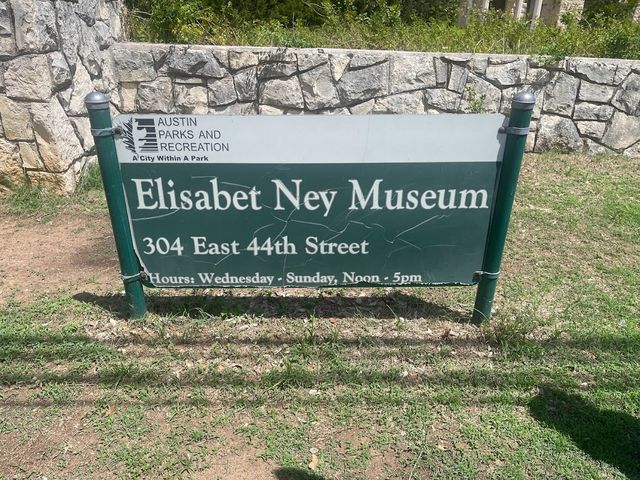 AUSTIN
PARKS AND
RECREATION
A City Within A Park
Elisabet Ney Museum
304 East 44th Street
Hours: Wednesday - Sunday, Noon - 5pm